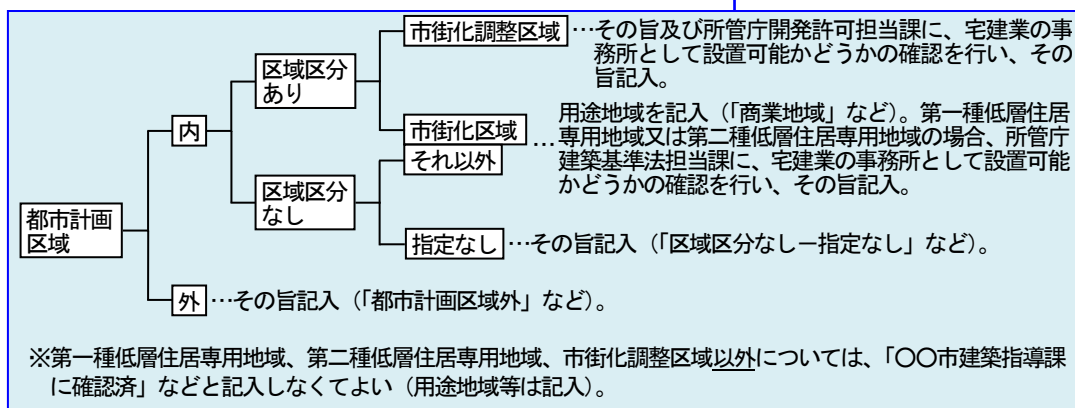 市街化調整区域
…その旨及び所管庁開発許可担当課に、宅建業の事
務所として設置可能かどうかの確認を行い、その
旨記入。
区域区分
あり
内
市街化区域
それ以外
用途地域を記入(「商業地域」など)。第一種低層住居
専用地域又は第二種低層住居専用地域の場合、所管庁
…建築基準法担当課に、宅建業の事務所として設置可能
かどうかの確認を行い、その旨記入。
区域区分
なし
都市計画
区域
指定なし
…その旨記入(「区域区分なしー指定なし」など)。
外
…その旨記入(「都市計画区域外」など)。
※第一種低層住居専用地域、第二種低層住居専用地域、市街化調整区域以外については、「〇〇市建築指導課
に確認済」などと記入しなくてよい(用途地域等は記入)。